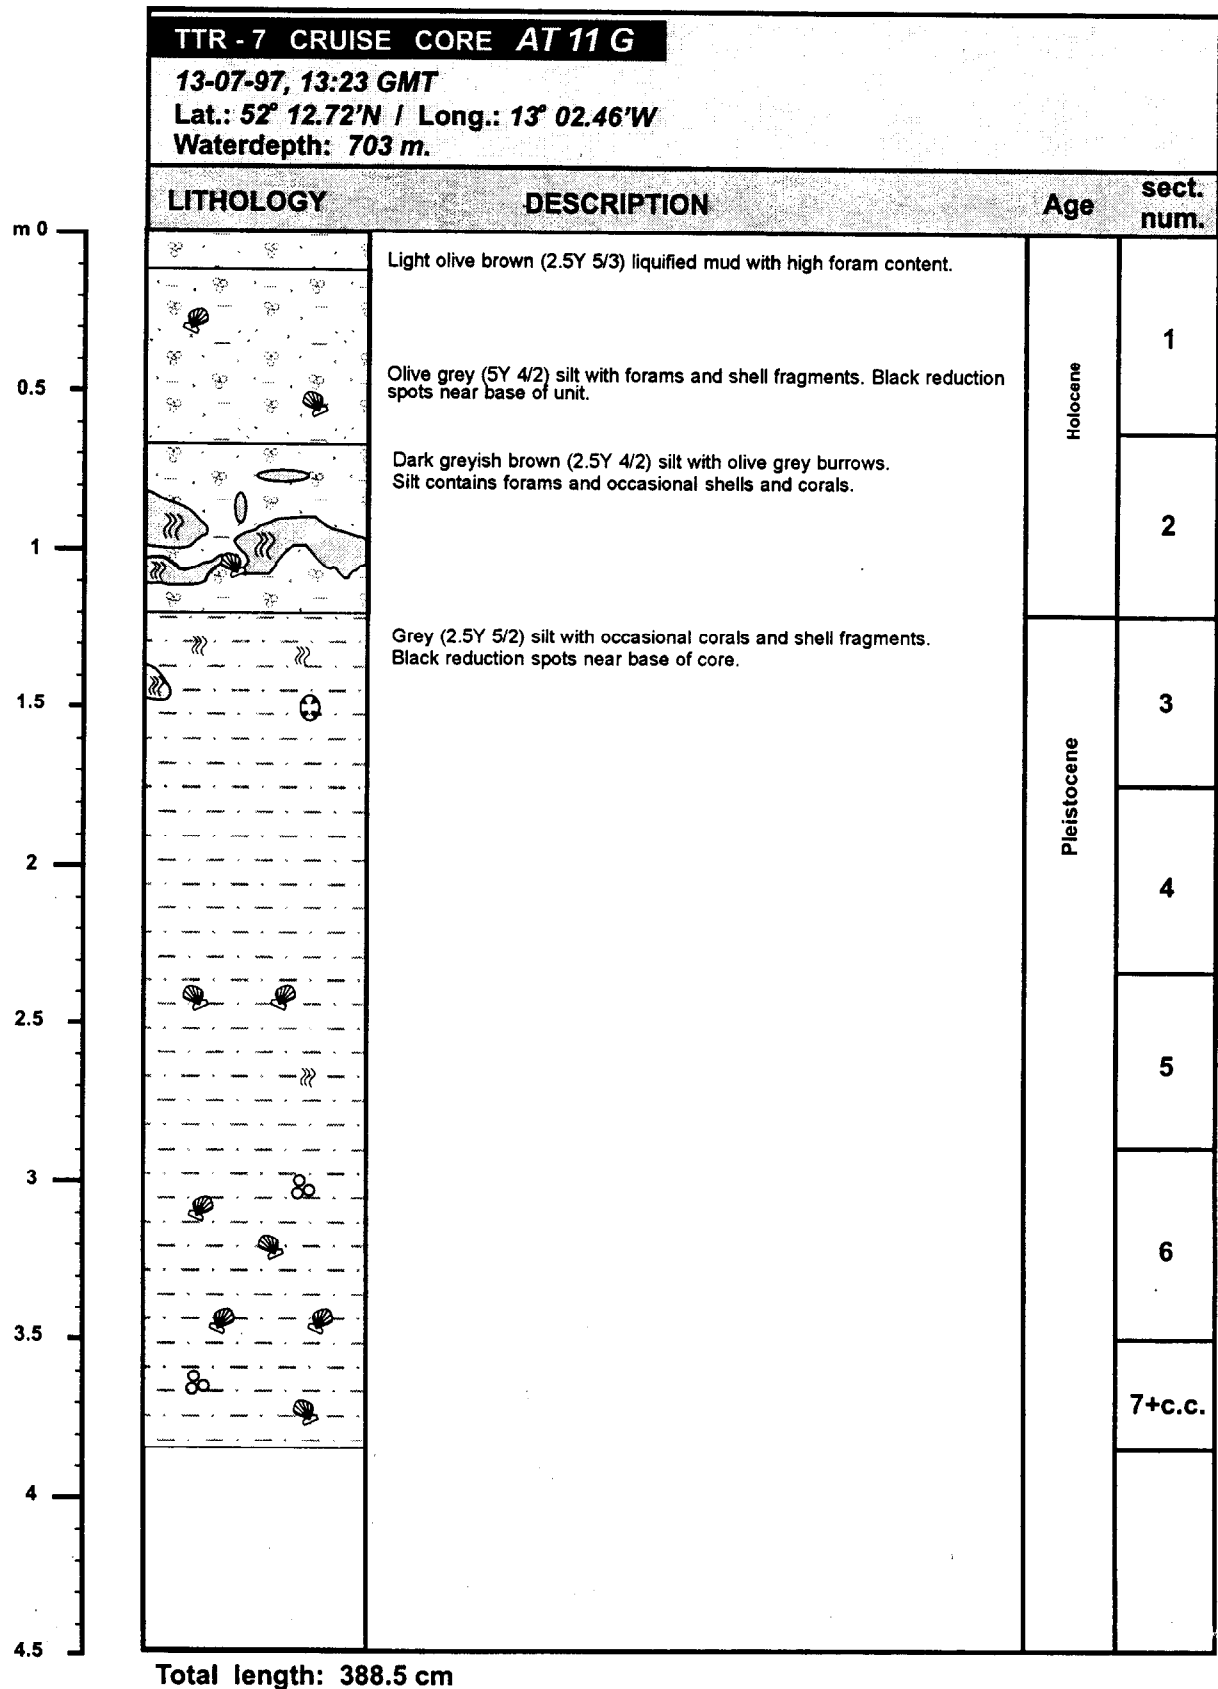 TTR - 7 CRUISE CORE AT 11 G
13-07-97, 13:23 GMT
Lat.: 52° 12.72'N / Long.: 13° 02.46'W
Waterdepth: 703 m.
LITHOLOGY DESCRIPTION Age sect. num.
m 0
Light olive brown (2.5Y 5/3) liquified mud with high foram content.
1
0.5
Olive grey (5Y 4/2) silt with forams and shell fragments. Black reduction
spots near base of unit.
Holocene
Dark greyish brown (2.5Y 4/2) silt with olive grey burrows.
Silt contains forams and occasional shells and corals.
2
1
Grey (2.5Y 5/2) silt with occasional corals and shell fragments.
Black reduction spots near base of core.
1.5
3
Pleistocene
2
4
2.5
5
3
6
3.5
7+c.c.
4
4.5
Total length: 388.5 cm